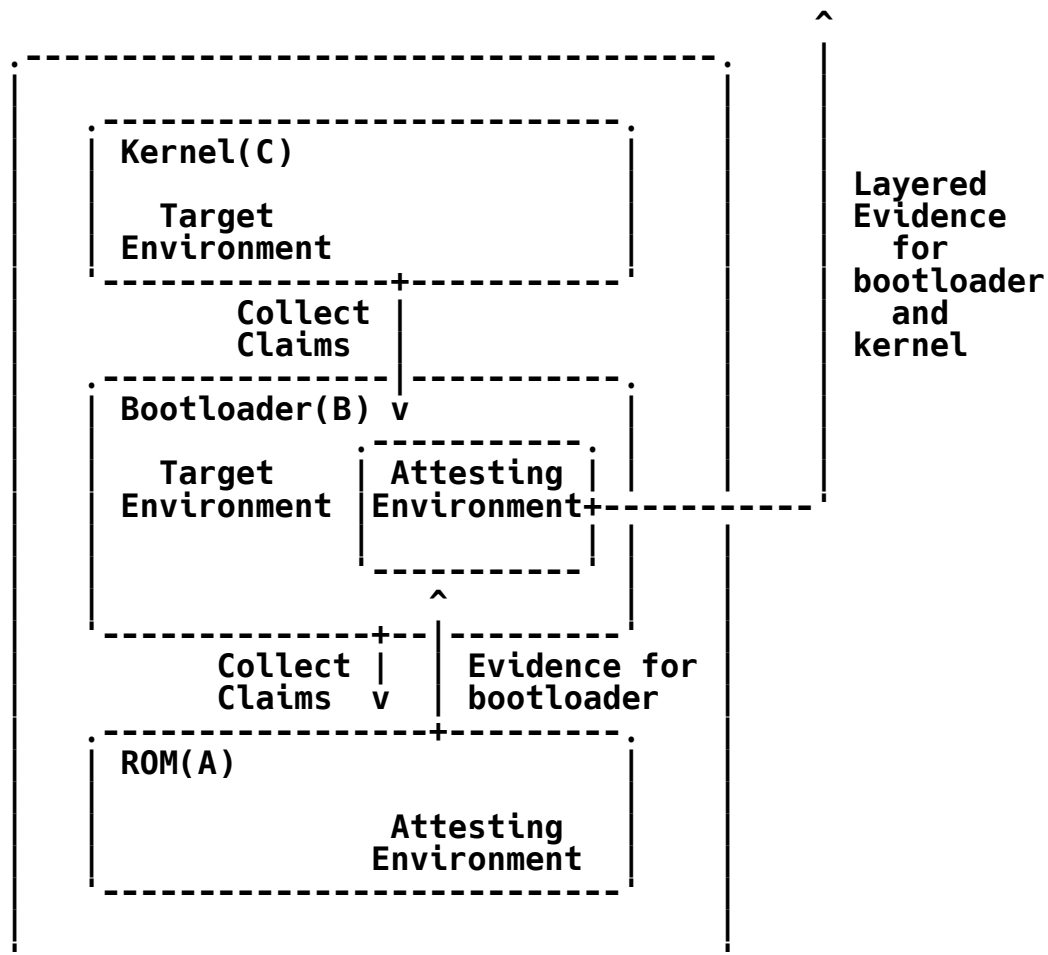 Kernel(C)
Target
Environment
Layered
Evidence
for
bootloader
and
kernel
Collect
Claims
Bootloader(B)
Target
Environment
Attesting
Environment
Collect
Claims
Evidence for
bootloader
ROM(A)
Attesting
Environment